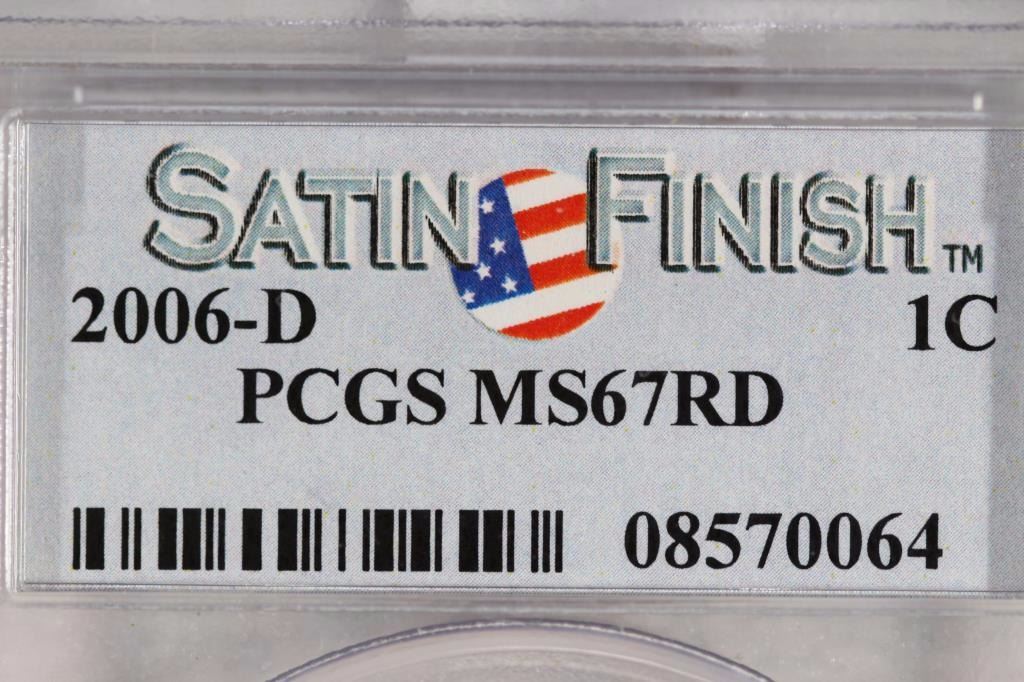 SATIN FINISH™
2006-D 1C
PCGS MS67RD
08570064